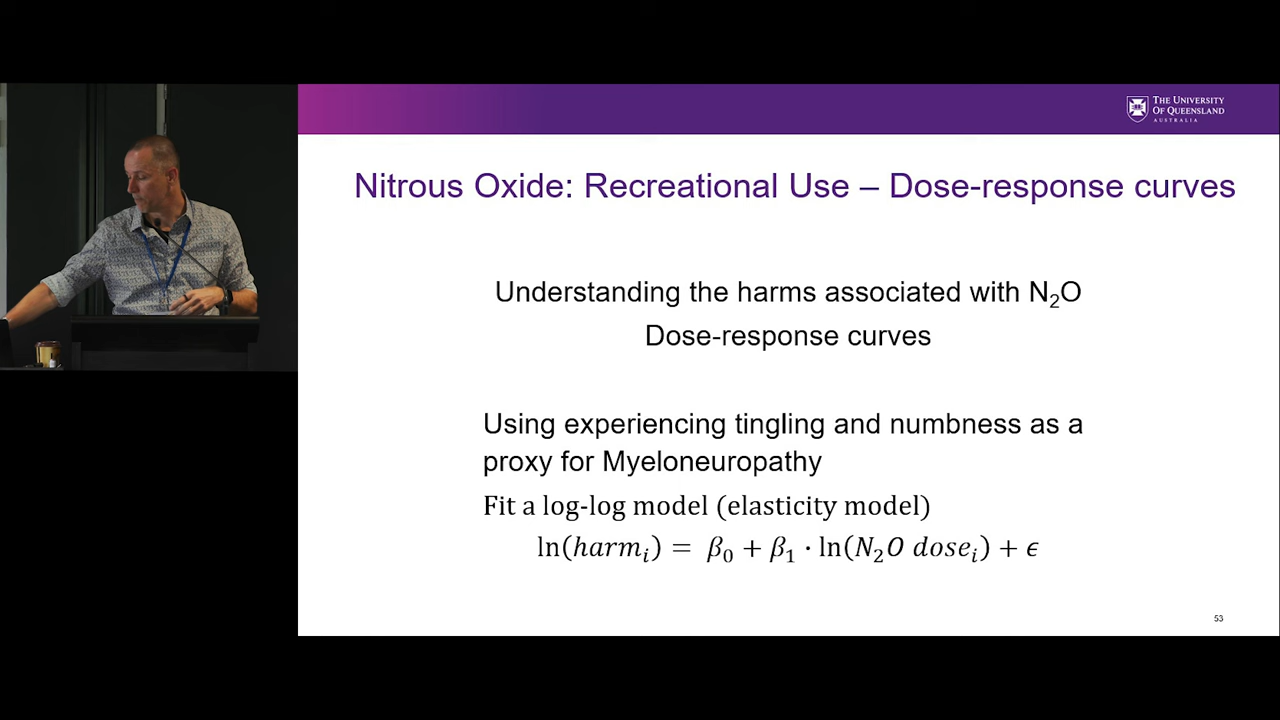 THE UNIVERSITY
OF QUEENSLAND
AUSTRALIA
Nitrous Oxide: Recreational Use – Dose-response curves
Understanding the harms associated with N₂O
Dose-response curves
Using experiencing tingling and numbness as a
proxy for Myeloneuropathy
Fit a log-log model (elasticity model)
ln(harmᵢ) = β₀ + β₁ · ln(N₂O doseᵢ) + ϵ
53